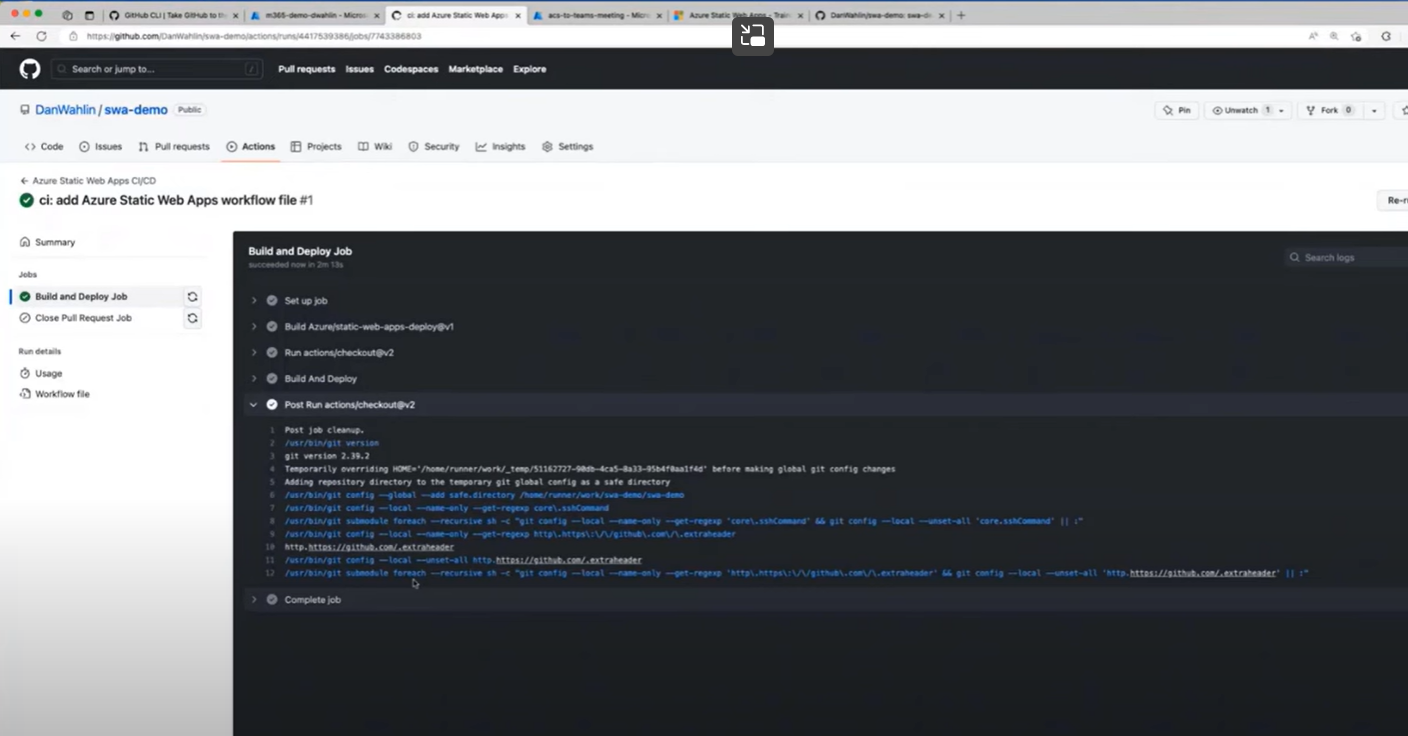 GitHub CLI | Take GitHub to th
m365-demo-dwahlin - Micros
ci: add Azure Static Web Apps
acs-to-teams-meeting - Micr
Azure Static Web Apps - Train
DanWahlin/swa-demo: swa-d
https://github.com/DanWahlin/swa-demo/actions/runs/4417539386/jobs/7743386803
Search or jump to... /
Pull requests Issues Codespaces Marketplace Explore
DanWahlin / swa-demo Public
Pin Unwatch 1 Fork 0
Code Issues Pull requests Actions Projects Wiki Security Insights Settings
← Azure Static Web Apps CI/CD
ci: add Azure Static Web Apps workflow file #1
Re-r
Summary
Jobs
Build and Deploy Job
Close Pull Request Job
Run details
Usage
Workflow file
Build and Deploy Job
succeeded now in 2m 13s
Search logs
Set up job
Build Azure/static-web-apps-deploy@v1
Run actions/checkout@v2
Build And Deploy
Post Run actions/checkout@v2
1 Post job cleanup.
2 /usr/bin/git version
3 git version 2.39.2
4 Temporarily overriding HOME='/home/runner/work/_temp/51162727-90db-4ca5-8a33-95b4f0aa1f4d' before making global git config changes
5 Adding repository directory to the temporary git global config as a safe directory
6 /usr/bin/git config --global --add safe.directory /home/runner/work/swa-demo/swa-demo
7 /usr/bin/git config --local --name-only --get-regexp core\.sshCommand
8 /usr/bin/git submodule foreach --recursive sh -c "git config --local --name-only --get-regexp 'core\.sshCommand' && git config --local --unset-all 'core.sshCommand' || :"
9 /usr/bin/git config --local --name-only --get-regexp http\.https\:\/\/github\.com\/\.extraheader
10 http.https://github.com/.extraheader
11 /usr/bin/git config --local --unset-all http.https://github.com/.extraheader
12 /usr/bin/git submodule foreach --recursive sh -c "git config --local --name-only --get-regexp 'http\.https\:\/\/github\.com\/\.extraheader' && git config --local --unset-all 'http.https://github.com/.extraheader' || :"
Complete job